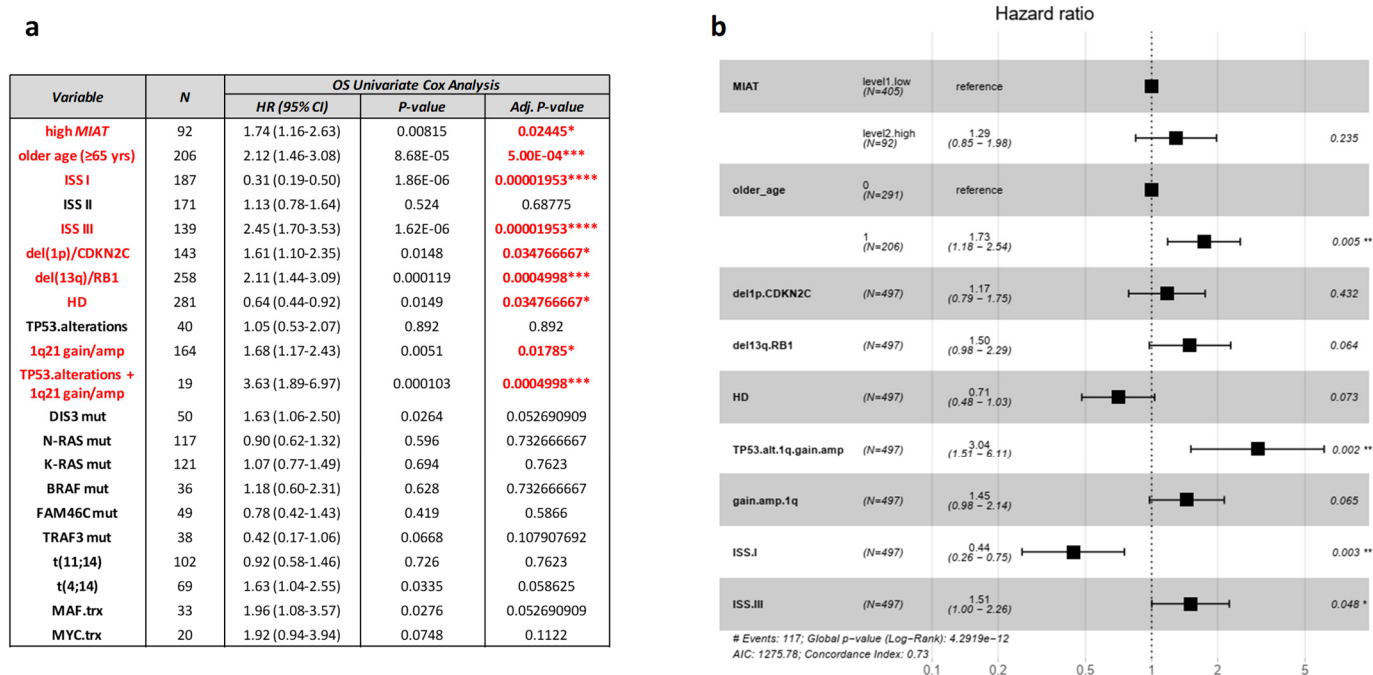 a
Variable N OS Univariate Cox Analysis
HR (95% CI) P-value Adj. P-value
high MIAT 92 1.74 (1.16-2.63) 0.00815 0.02445*
older age (≥65 yrs) 206 2.12 (1.46-3.08) 8.68E-05 5.00E-04***
ISS I 187 0.31 (0.19-0.50) 1.86E-06 0.00001953****
ISS II 171 1.13 (0.78-1.64) 0.524 0.68775
ISS III 139 2.45 (1.70-3.53) 1.62E-06 0.00001953****
del(1p)/CDKN2C 143 1.61 (1.10-2.35) 0.0148 0.034766667*
del(13q)/RB1 258 2.11 (1.44-3.09) 0.000119 0.0004998***
HD 281 0.64 (0.44-0.92) 0.0149 0.034766667*
TP53.alterations 40 1.05 (0.53-2.07) 0.892 0.892
1q21 gain/amp 164 1.68 (1.17-2.43) 0.0051 0.01785*
TP53.alterations +
1q21 gain/amp 19 3.63 (1.89-6.97) 0.000103 0.0004998***
DIS3 mut 50 1.63 (1.06-2.50) 0.0264 0.052690909
N-RAS mut 117 0.90 (0.62-1.32) 0.596 0.732666667
K-RAS mut 121 1.07 (0.77-1.49) 0.694 0.7623
BRAF mut 36 1.18 (0.60-2.31) 0.628 0.732666667
FAM46C mut 49 0.78 (0.42-1.43) 0.419 0.5866
TRAF3 mut 38 0.42 (0.17-1.06) 0.0668 0.107907692
t(11;14) 102 0.92 (0.58-1.46) 0.726 0.7623
t(4;14) 69 1.63 (1.04-2.55) 0.0335 0.058625
MAF.trx 33 1.96 (1.08-3.57) 0.0276 0.052690909
MYC.trx 20 1.92 (0.94-3.94) 0.0748 0.1122
b
Hazard ratio
MIAT level1.low reference
(N=405)
level2.high 1.29 0.235
(N=92) (0.85 − 1.98)
older_age 0 reference
(N=291)
1 1.73 0.005 **
(N=206) (1.18 − 2.54)
del1p.CDKN2C (N=497) 1.17 0.432
(0.79 − 1.75)
del13q.RB1 (N=497) 1.50 0.064
(0.98 − 2.29)
HD (N=497) 0.71 0.073
(0.48 − 1.03)
TP53.alt.1q.gain.amp (N=497) 3.04 0.002 **
(1.51 − 6.11)
gain.amp.1q (N=497) 1.45 0.065
(0.98 − 2.14)
ISS.I (N=497) 0.44 0.003 **
(0.26 − 0.75)
ISS.III (N=497) 1.51 0.048 *
(1.00 − 2.26)
# Events: 117; Global p−value (Log−Rank): 4.2919e−12
AIC: 1275.78; Concordance Index: 0.73
0.1 0.2 0.5 1 2 5